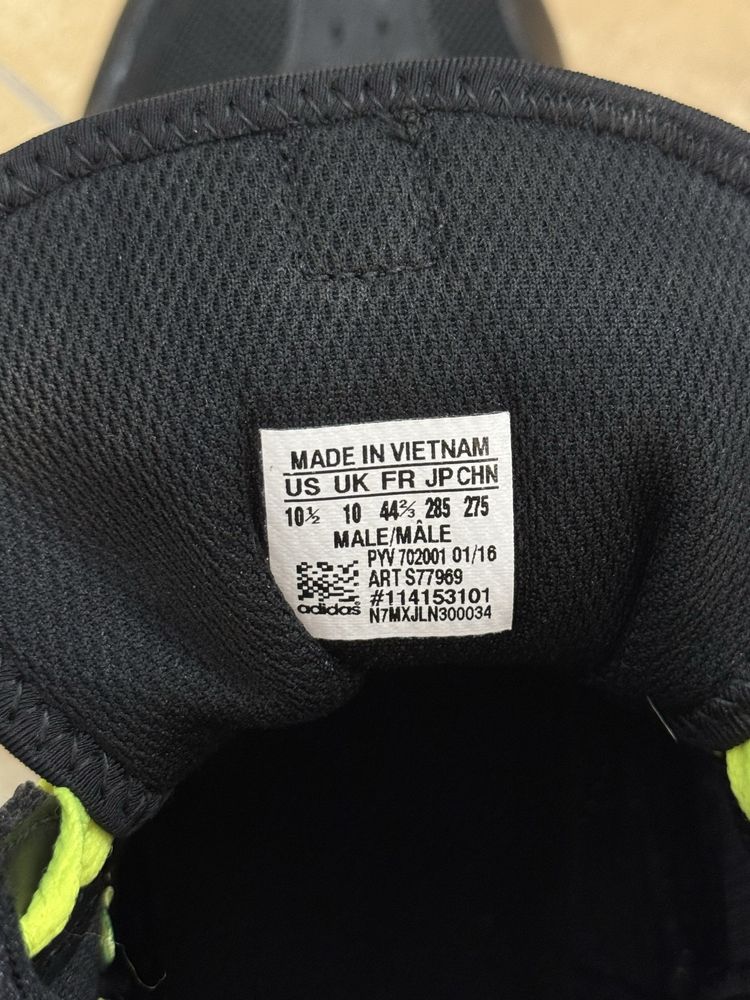 MADE IN VIETNAM
US UK FR JP CHN
10½ 10 44⅔ 285 275
MALE/MÂLE
PYV 702001 01/16
ART S77969
#114153101
adidas N7MXJLN300034